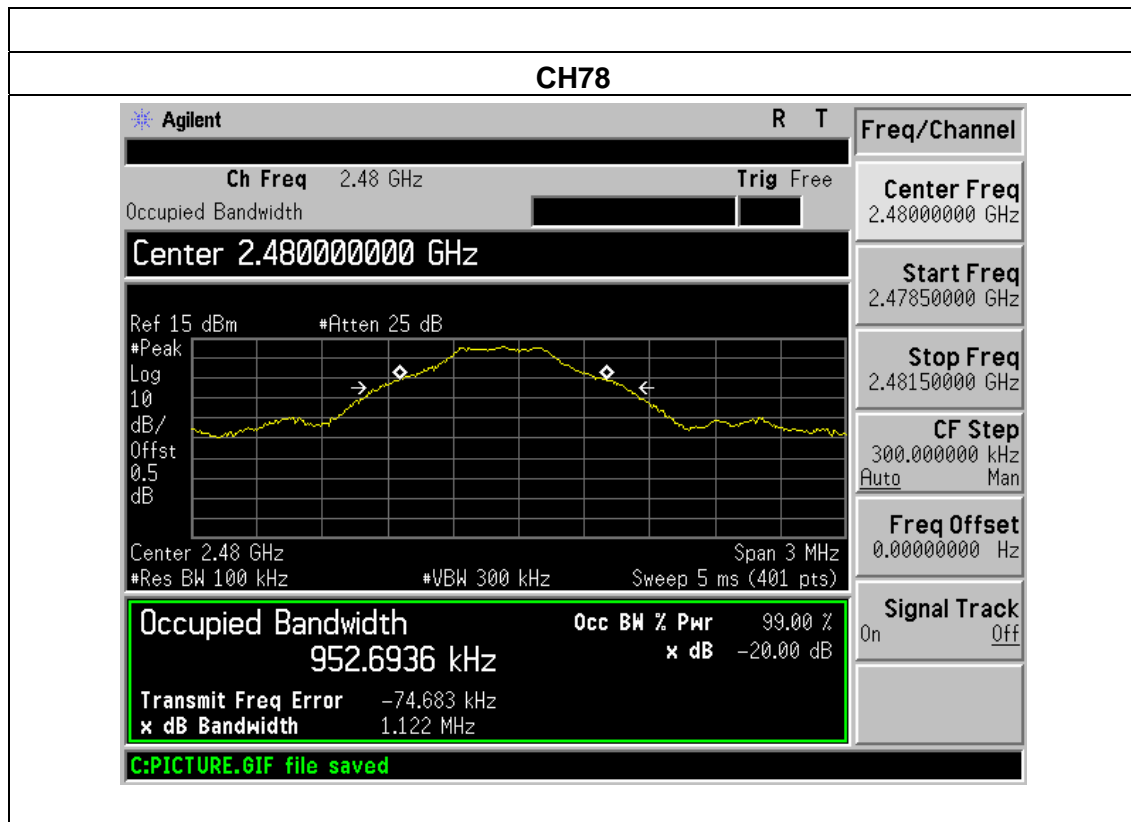 CH78
Agilent R T
Ch Freq 2.48 GHz Trig Free
Occupied Bandwidth
Center 2.480000000 GHz
Ref 15 dBm #Atten 25 dB
#Peak
Log
10
dB/
Offst
0.5
dB
Center 2.48 GHz Span 3 MHz
#Res BW 100 kHz #VBW 300 kHz Sweep 5 ms (401 pts)
Occupied Bandwidth Occ BW % Pwr 99.00 %
952.6936 kHz x dB -20.00 dB
Transmit Freq Error -74.683 kHz
x dB Bandwidth 1.122 MHz
C:PICTURE.GIF file saved
Freq/Channel
Center Freq
2.48000000 GHz
Start Freq
2.47850000 GHz
Stop Freq
2.48150000 GHz
CF Step
300.000000 kHz
Auto Man
Freq Offset
0.00000000 Hz
Signal Track
On Off